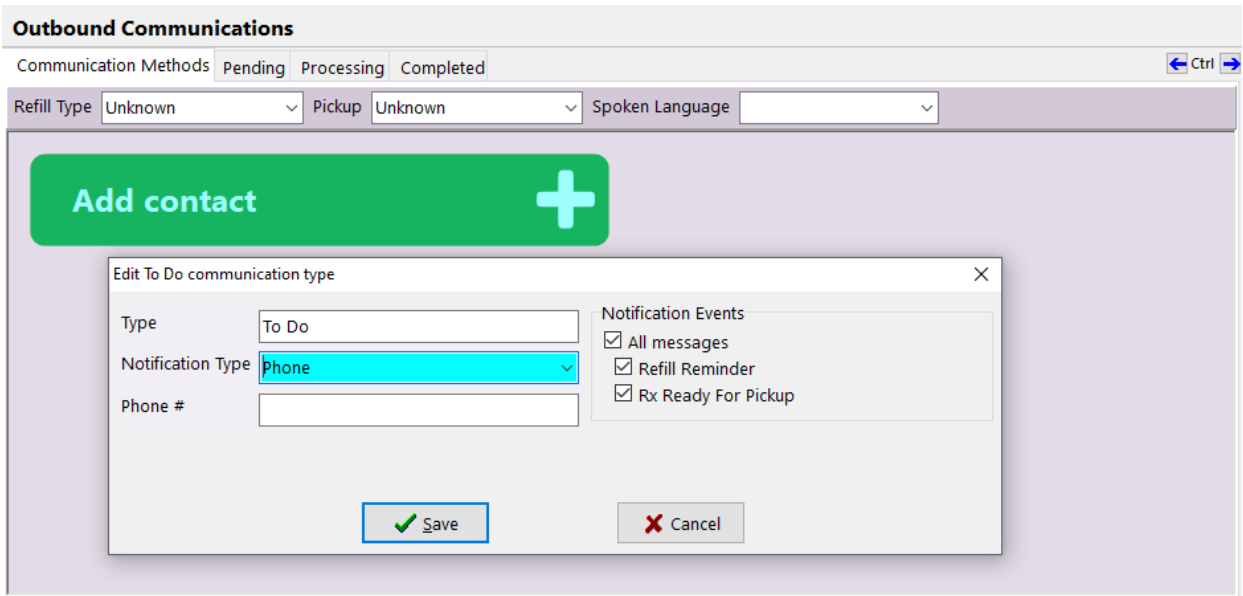 Outbound Communications
Communication Methods Pending Processing Completed Ctrl
Refill Type Unknown Pickup Unknown Spoken Language
Add contact
Edit To Do communication type
Type To Do
Notification Type Phone
Phone #
Notification Events
All messages
Refill Reminder
Rx Ready For Pickup
Save Cancel